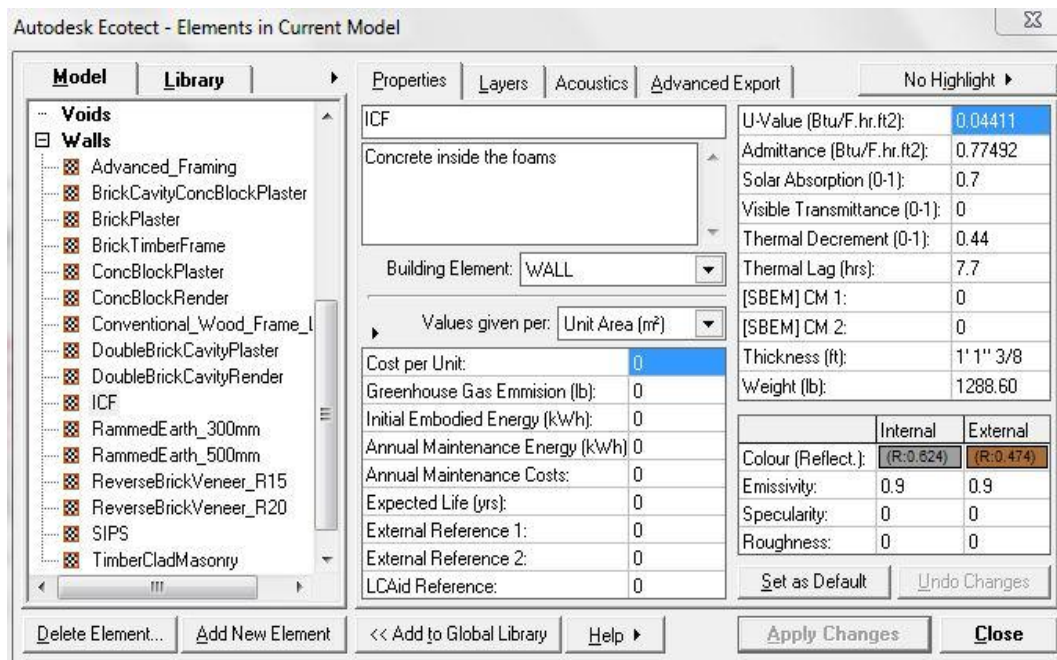 Autodesk Ecotect - Elements in Current Model
Model
Library
Voids
Walls
Advanced_Framing
BrickCavityConcBlockPlaster
BrickPlaster
BrickTimberFrame
ConcBlockPlaster
ConcBlockRender
Conventional_Wood_Frame_L
DoubleBrickCavityPlaster
DoubleBrickCavityRender
ICF
RammedEarth_300mm
RammedEarth_500mm
ReverseBrickVeneer_R15
ReverseBrickVeneer_R20
SIPS
TimberCladMasonry
Delete Element...
Add New Element
Properties
Layers
Acoustics
Advanced Export
No Highlight
ICF
Concrete inside the foams
Building Element: WALL
Values given per: Unit Area (m²)
Cost per Unit: 0
Greenhouse Gas Emmision (lb): 0
Initial Embodied Energy (kWh): 0
Annual Maintenance Energy (kWh) 0
Annual Maintenance Costs: 0
Expected Life (yrs): 0
External Reference 1: 0
External Reference 2: 0
LCAid Reference: 0
<< Add to Global Library
Help
U-Value (Btu/F.hr.ft2): 0.04411
Admittance (Btu/F.hr.ft2): 0.77492
Solar Absorption (0-1): 0.7
Visible Transmittance (0-1): 0
Thermal Decrement (0-1): 0.44
Thermal Lag (hrs): 7.7
[SBEM] CM 1: 0
[SBEM] CM 2: 0
Thickness (ft): 1' 1'' 3/8
Weight (lb): 1288.60
Internal External
Colour (Reflect.): (R:0.624) (R:0.474)
Emissivity: 0.9 0.9
Specularity: 0 0
Roughness: 0 0
Set as Default
Undo Changes
Apply Changes
Close